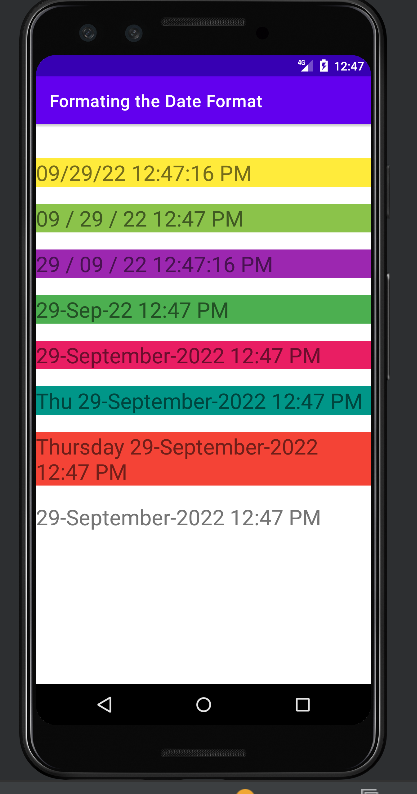 4G 12:47
Formating the Date Format
09/29/22 12:47:16 PM
09 / 29 / 22 12:47 PM
29 / 09 / 22 12:47:16 PM
29-Sep-22 12:47 PM
29-September-2022 12:47 PM
Thu 29-September-2022 12:47 PM
Thursday 29-September-2022
12:47 PM
29-September-2022 12:47 PM